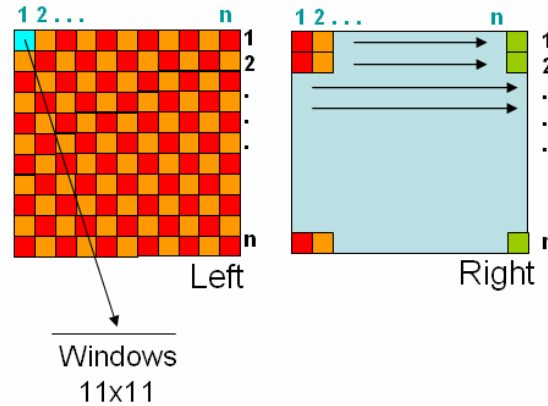 1 2 . . . n
1
2
.
.
.
n
Left
Windows
11x11
1 2 . . . n
1
2
.
.
.
n
Right